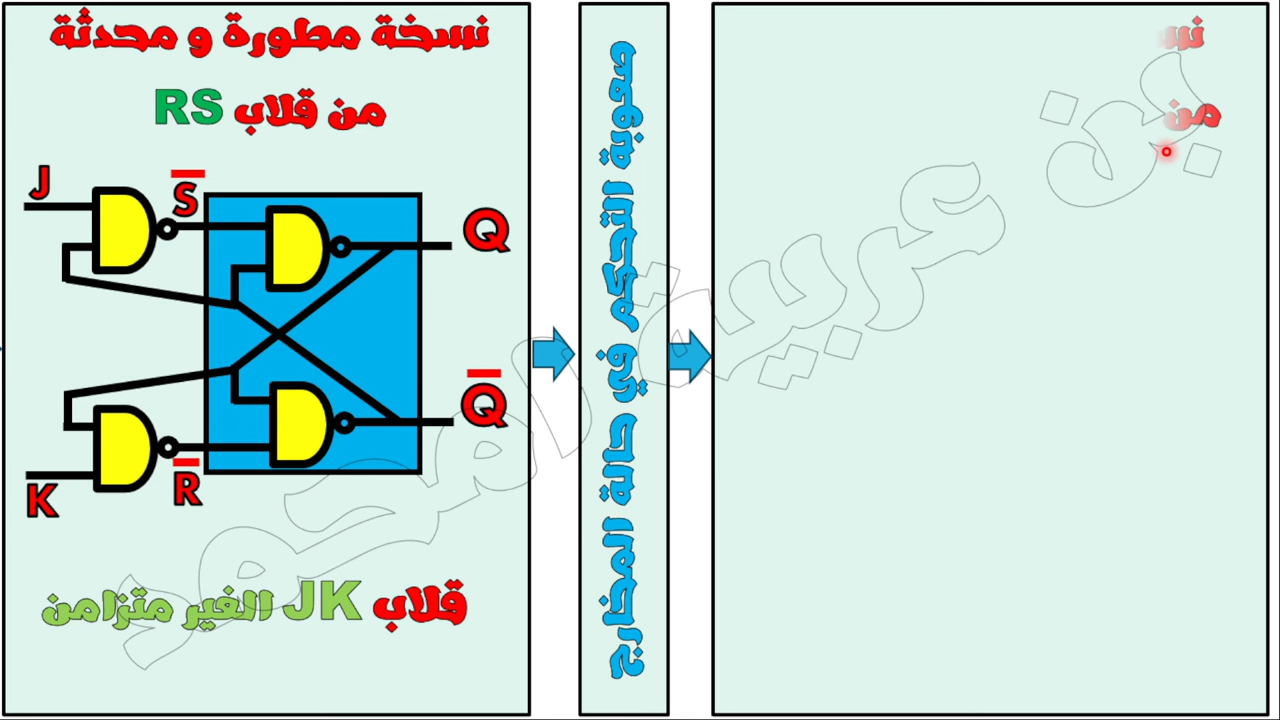 نسخة مطورة و محدثة
من قلاب RS
J
S
Q
Q
R
K
قلاب JK الغير متزامن
صعوبة التحكم في حالة المخارج
من